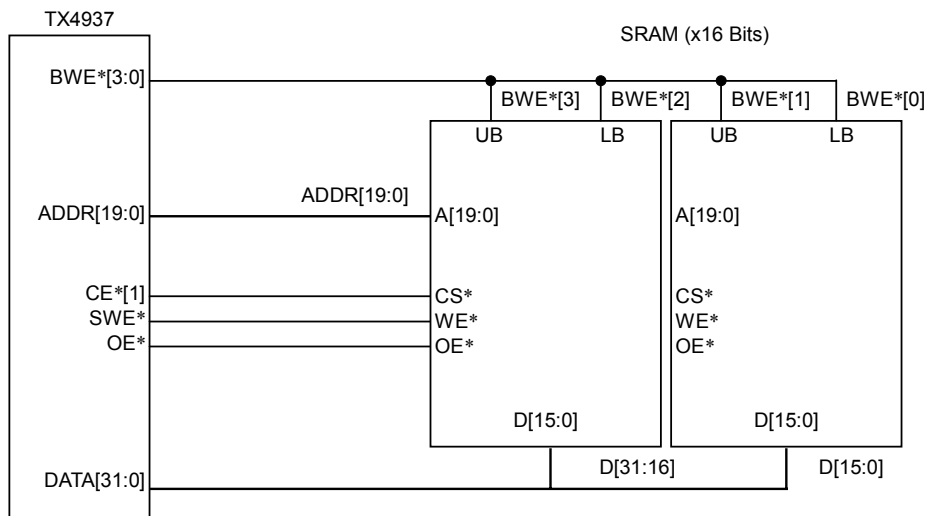 TX4937
SRAM (x16 Bits)
BWE*[3:0]
BWE*[3] BWE*[2] BWE*[1] BWE*[0]
UB LB UB LB
ADDR[19:0]
ADDR[19:0] A[19:0] A[19:0]
CE*[1] CS* CS*
SWE* WE* WE*
OE* OE* OE*
D[15:0] D[15:0]
D[31:16] D[15:0]
DATA[31:0]